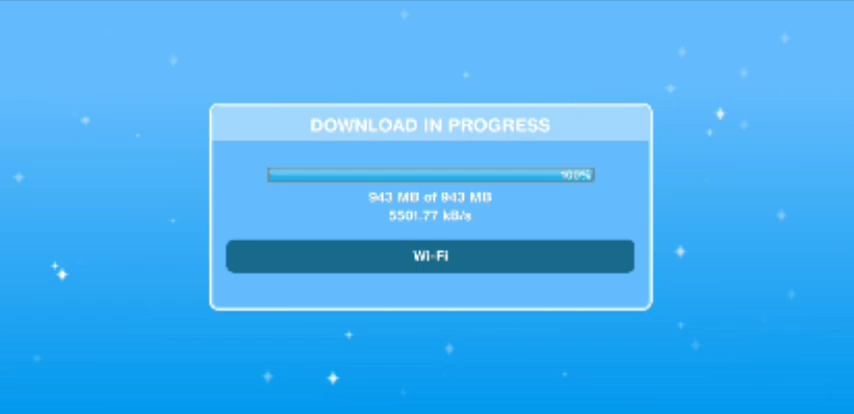 DOWNLOAD IN PROGRESS
100%
943 MB of 943 MB
5501.77 kB/s
WI-FI